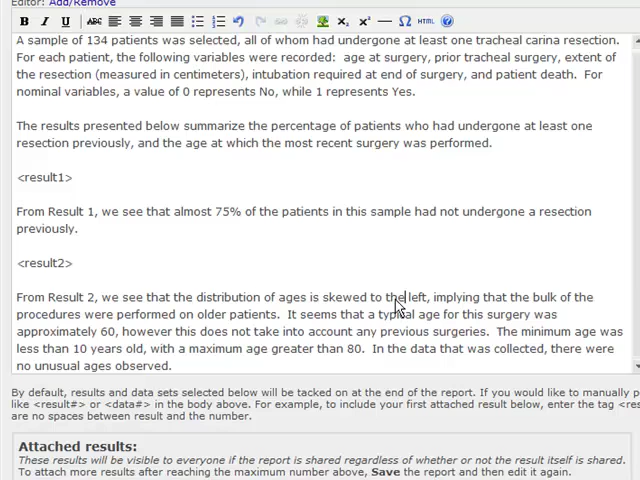 Editor: Add/Remove
B I U ABC HTML
A sample of 134 patients was selected, all of whom had undergone at least one tracheal carina resection.
For each patient, the following variables were recorded:  age at surgery, prior tracheal surgery, extent of
the resection (measured in centimeters), intubation required at end of surgery, and patient death.  For
nominal variables, a value of 0 represents No, while 1 represents Yes.
The results presented below summarize the percentage of patients who had undergone at least one
resection previously, and the age at which the most recent surgery was performed.
<result1>
From Result 1, we see that almost 75% of the patients in this sample had not undergone a resection
previously.
<result2>
From Result 2, we see that the distribution of ages is skewed to the left, implying that the bulk of the
procedures were performed on older patients.  It seems that a typical age for this surgery was
approximately 60, however this does not take into account any previous surgeries.  The minimum age was
less than 10 years old, with a maximum age greater than 80.  In the data that was collected, there were
no unusual ages observed.
By default, results and data sets selected below will be tacked on at the end of the report. If you would like to manually
like <result#> or <data#> in the body above. For example, to include your first attached result below, enter the tag
are no spaces between result and the number.
Attached results:
These results will be visible to everyone if the report is shared regardless of whether or not the result itself is shared.
To attach more results after reaching the maximum number above, Save the report and then edit it again.